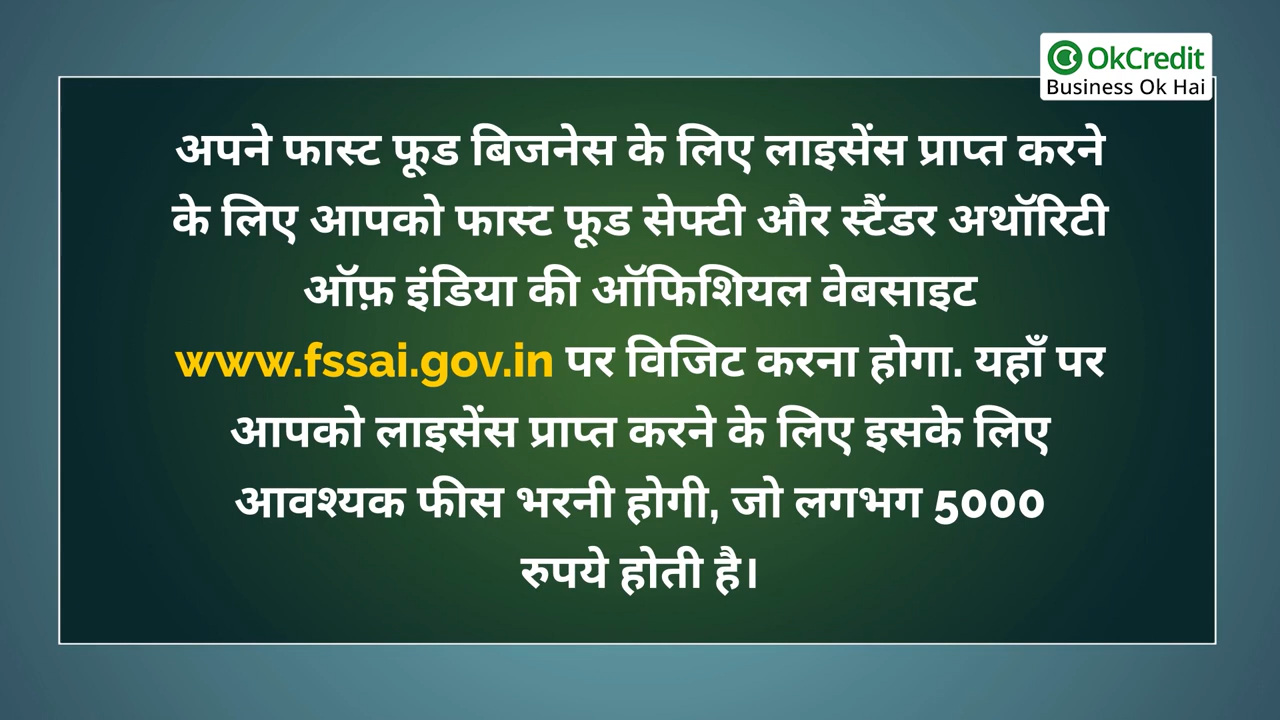 OkCredit
Business Ok Hai
अपने फास्ट फूड बिजनेस के लिए लाइसेंस प्राप्त करने
के लिए आपको फास्ट फूड सेफ्टी और स्टैंडर अथॉरिटी
ऑफ़ इंडिया की ऑफिशियल वेबसाइट
www.fssai.gov.in पर विजिट करना होगा. यहाँ पर
आपको लाइसेंस प्राप्त करने के लिए इसके लिए
आवश्यक फीस भरनी होगी, जो लगभग 5000
रुपये होती है।